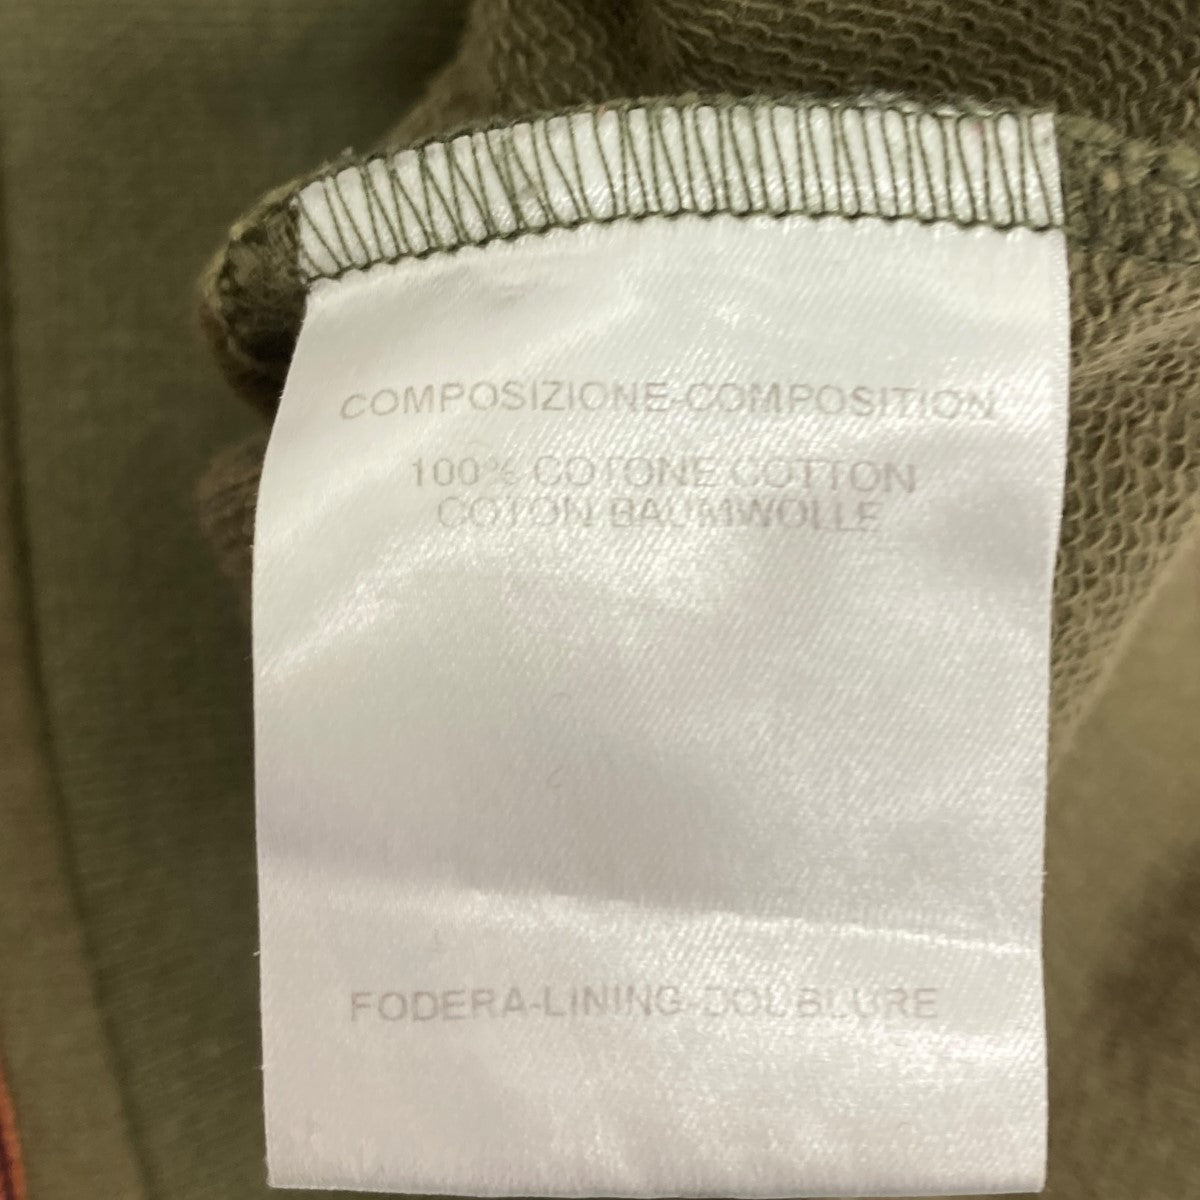 COMPOSIZIONE-COMPOSITION
100% COTONE COTTON
COTON BAUMWOLLE
FODERA-LINING-DOUBLURE